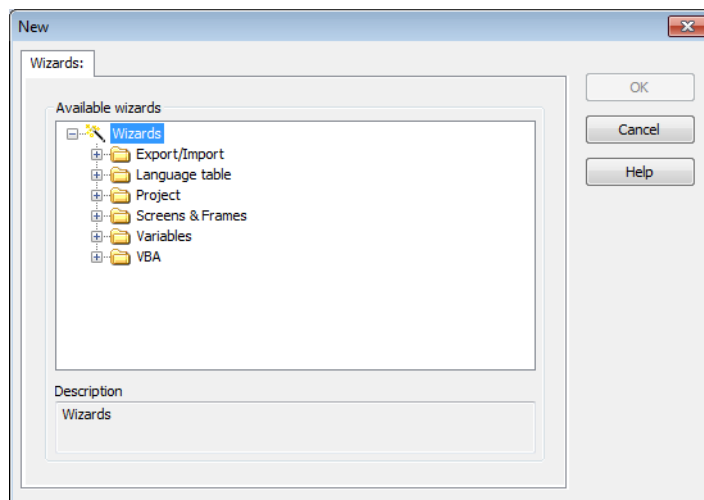 New
Wizards:
OK
Available wizards
Cancel
Wizards
Export/Import
Help
Language table
Project
Screens & Frames
Variables
VBA
Description
Wizards